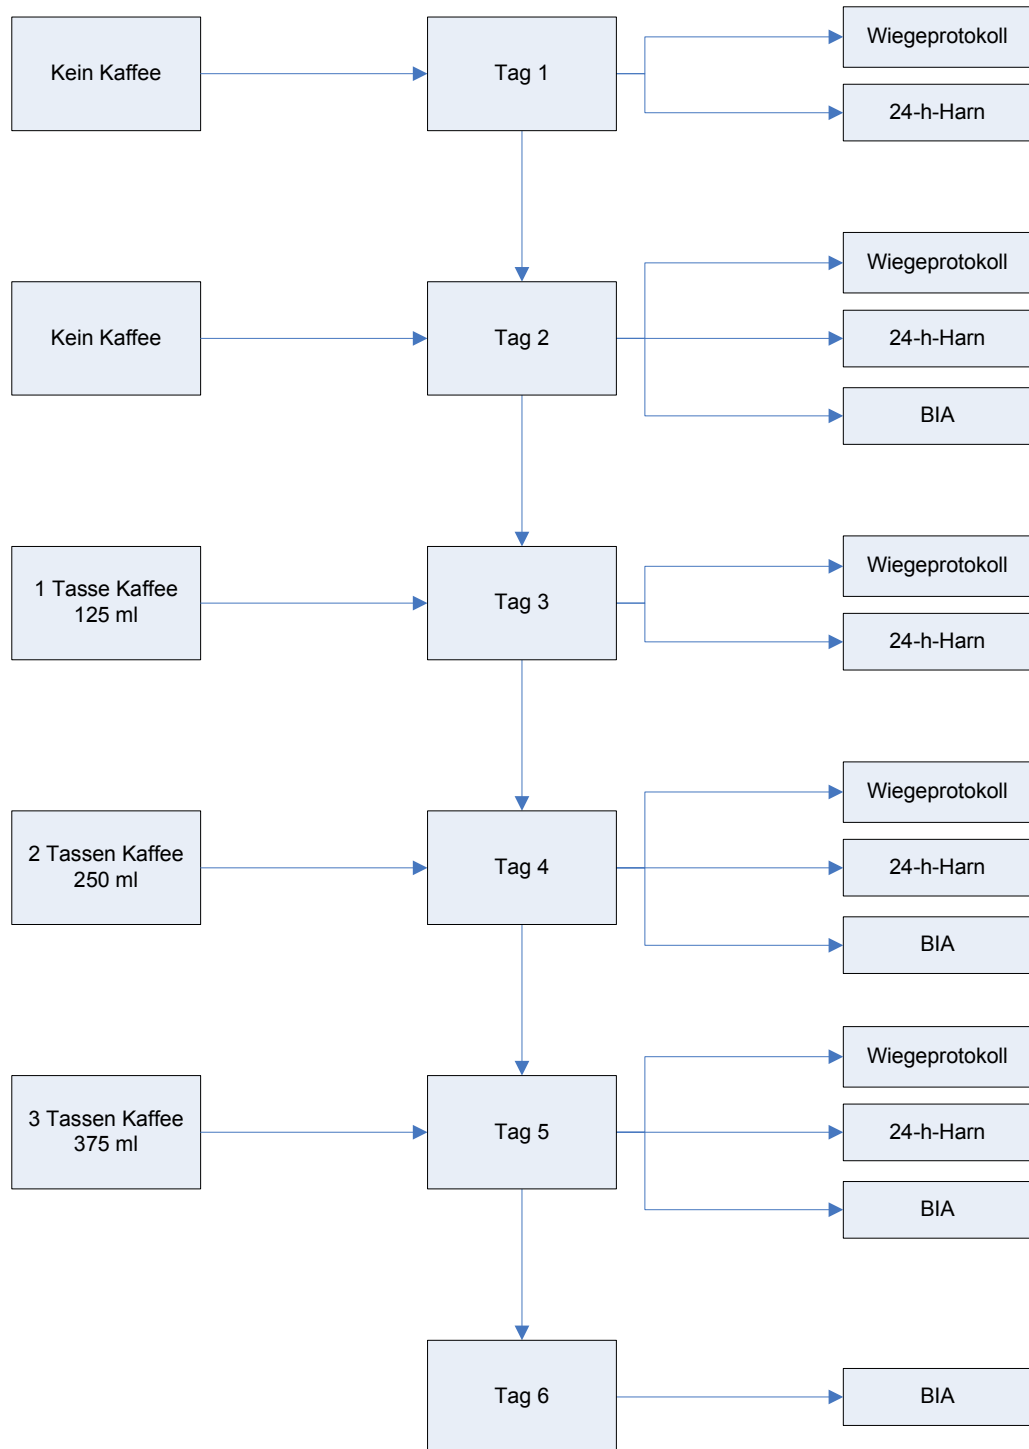 Kein Kaffee
Tag 1
Wiegeprotokoll
24-h-Harn
Kein Kaffee
Tag 2
Wiegeprotokoll
24-h-Harn
BIA
1 Tasse Kaffee
125 ml
Tag 3
Wiegeprotokoll
24-h-Harn
2 Tassen Kaffee
250 ml
Tag 4
Wiegeprotokoll
24-h-Harn
BIA
3 Tassen Kaffee
375 ml
Tag 5
Wiegeprotokoll
24-h-Harn
BIA
Tag 6
BIA